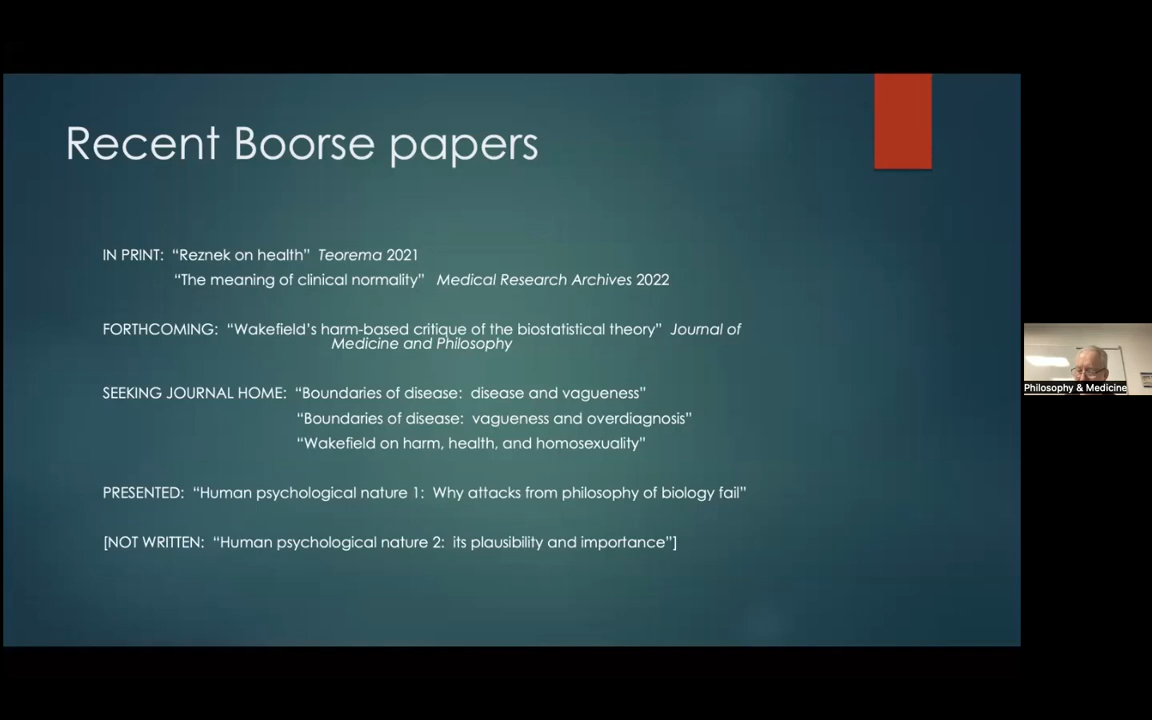 Recent Boorse papers
IN PRINT: “Reznek on health” Teorema 2021
“The meaning of clinical normality” Medical Research Archives 2022
FORTHCOMING: “Wakefield’s harm-based critique of the biostatistical theory” Journal of
Medicine and Philosophy
SEEKING JOURNAL HOME: “Boundaries of disease: disease and vagueness”
“Boundaries of disease: vagueness and overdiagnosis”
“Wakefield on harm, health, and homosexuality”
PRESENTED: “Human psychological nature 1: Why attacks from philosophy of biology fail”
[NOT WRITTEN: “Human psychological nature 2: its plausibility and importance”]
Philosophy & Medicine